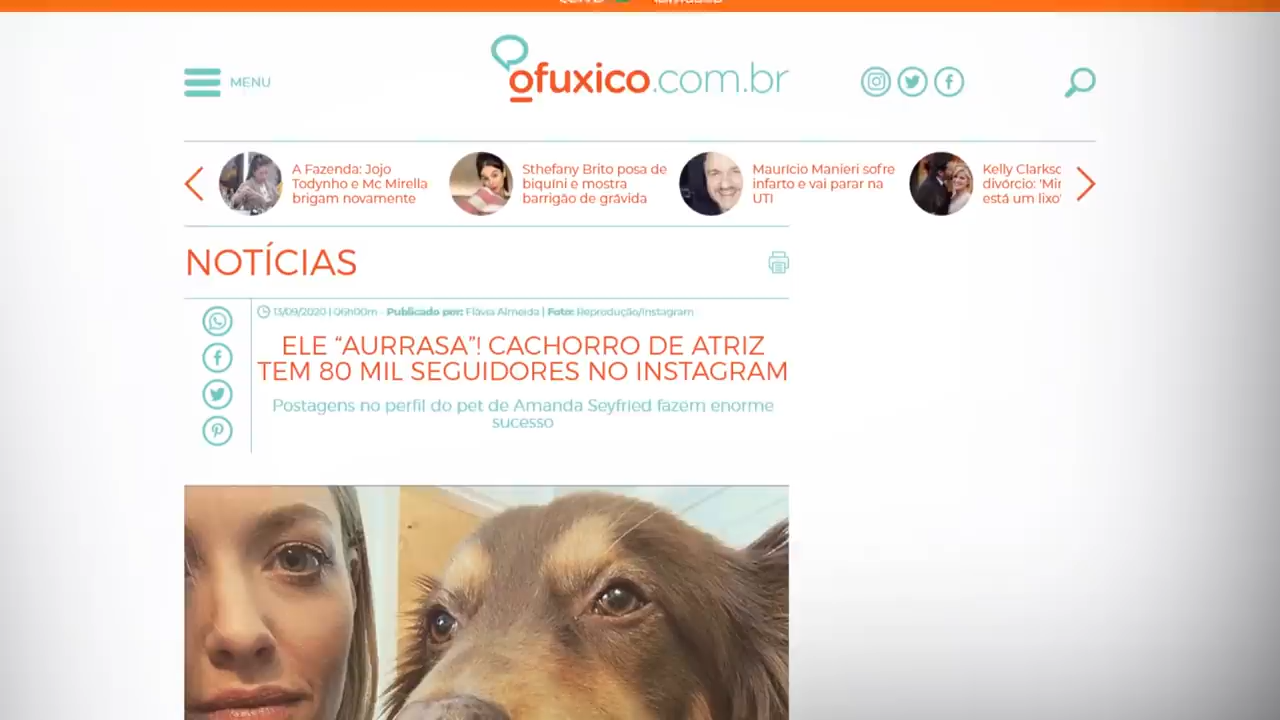 MENU
ofuxico.com.br
A Fazenda: Jojo
Todynho e Mc Mirella
brigam novamente
Sthefany Brito posa de
biquíni e mostra
barrigão de grávida
Maurício Manieri sofre
infarto e vai parar na
UTI
Kelly Clarksc
divórcio: 'Mir
está um lixo'
NOTÍCIAS
13/09/2020 | 06h00m - Publicado por: Flávia Almeida | Foto: Reprodução/Instagram
ELE “AURRASA”! CACHORRO DE ATRIZ
TEM 80 MIL SEGUIDORES NO INSTAGRAM
Postagens no perfil do pet de Amanda Seyfried fazem enorme
sucesso